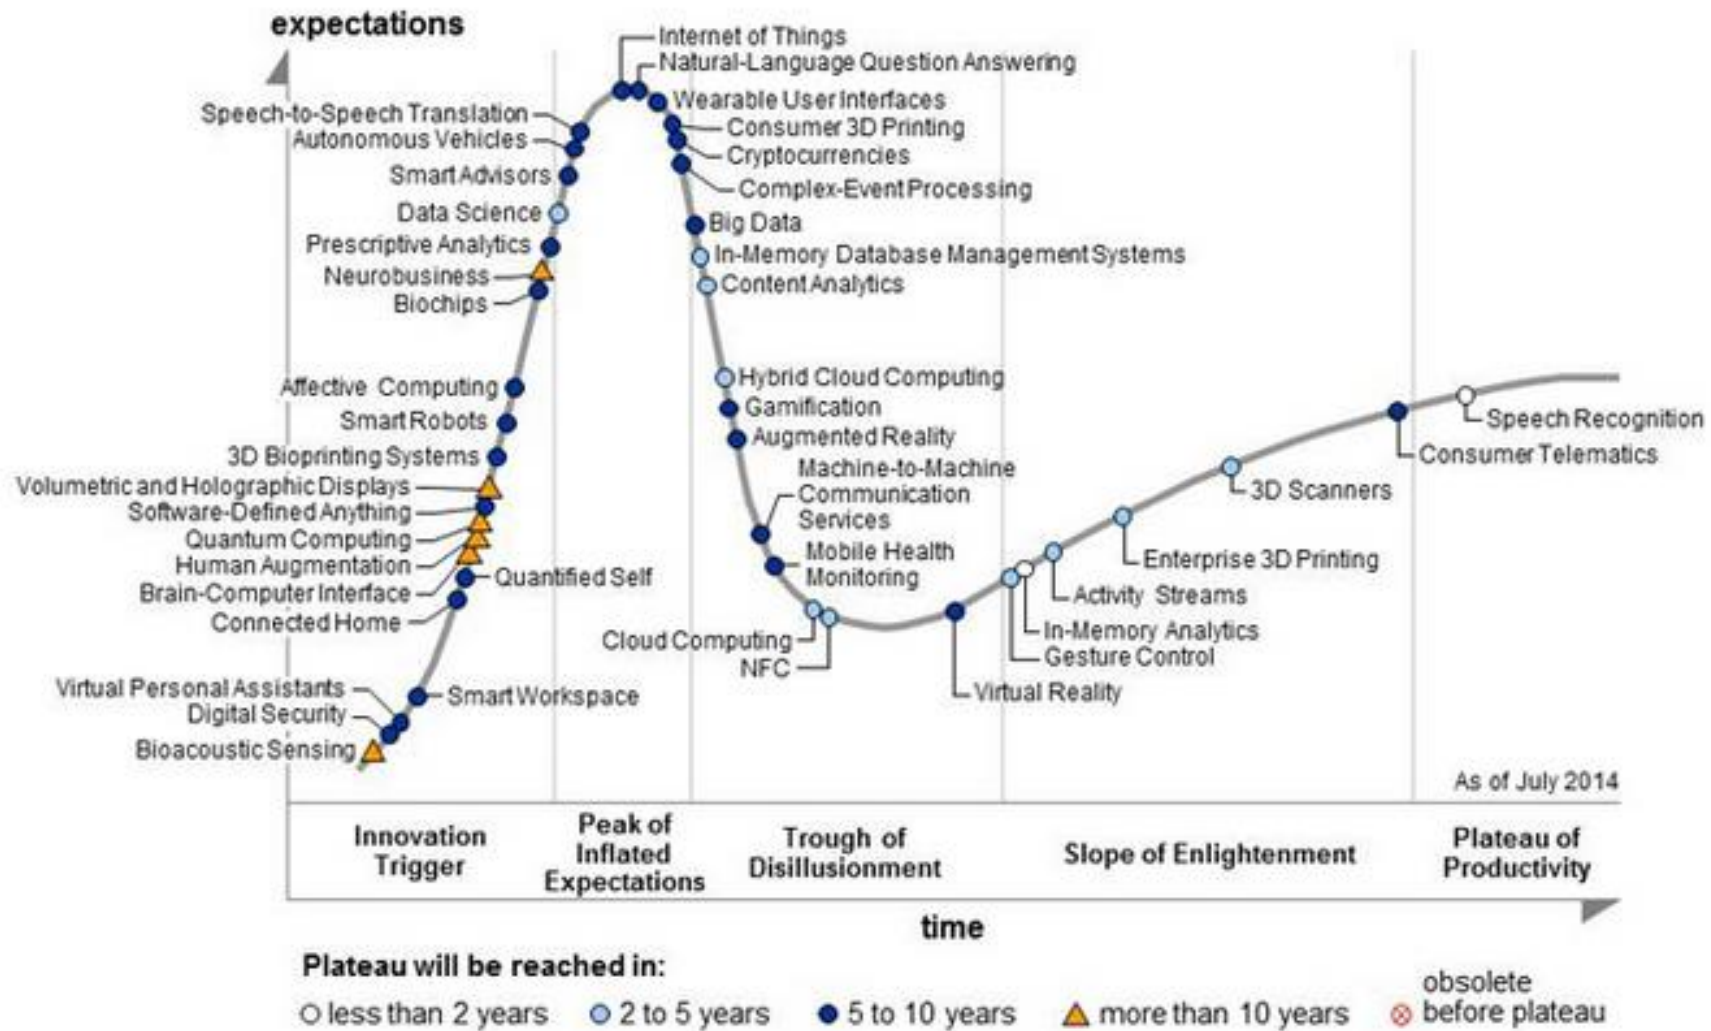 expectations
Internet of Things
Natural-Language Question Answering
Wearable User Interfaces
Speech-to-Speech Translation
Consumer 3D Printing
Autonomous Vehicles
Cryptocurrencies
Smart Advisors
Complex-Event Processing
Data Science
Big Data
Prescriptive Analytics
In-Memory Database Management Systems
Neurobusiness
Content Analytics
Biochips
Hybrid Cloud Computing
Affective Computing
Gamification
Smart Robots
Augmented Reality
3D Bioprinting Systems
Volumetric and Holographic Displays
Software-Defined Anything
Quantum Computing
Human Augmentation
Brain-Computer Interface
Quantified Self
Connected Home
Virtual Personal Assistants
Smart Workspace
Digital Security
Bioacoustic Sensing
Machine-to-Machine
Communication
Services
Mobile Health
Monitoring
Cloud Computing
NFC
Virtual Reality
Gesture Control
In-Memory Analytics
Activity Streams
Enterprise 3D Printing
3D Scanners
Consumer Telematics
Speech Recognition
As of July 2014
Innovation
Trigger
Peak of
Inflated
Expectations
Trough of
Disillusionment
Slope of Enlightenment
Plateau of
Productivity
time
Plateau will be reached in:
less than 2 years
2 to 5 years
5 to 10 years
more than 10 years
obsolete
before plateau